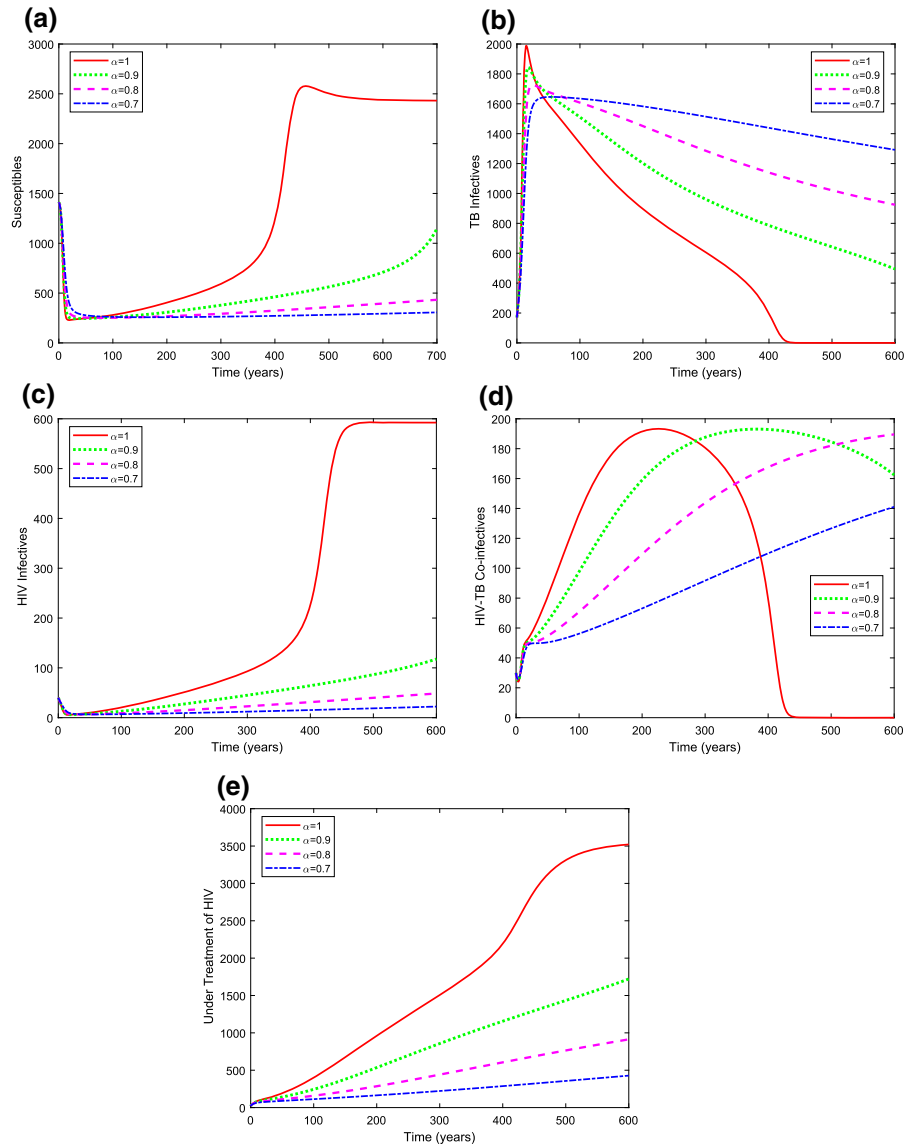 (a)
3000
2500
2000
1500
1000
500
0
Susceptibles
α=1
α=0.9
α=0.8
α=0.7
0 100 200 300 400 500 600 700
Time (years)
(b)
2000
1800
1600
1400
1200
1000
800
600
400
200
0
TB Infectives
α=1
α=0.9
α=0.8
α=0.7
0 100 200 300 400 500 600
Time (years)
(c)
600
500
400
300
200
100
0
HIV Infectives
α=1
α=0.9
α=0.8
α=0.7
0 100 200 300 400 500 600
Time (years)
(d)
200
180
160
140
120
100
80
60
40
20
0
HIV-TB Co-infectives
α=1
α=0.9
α=0.8
α=0.7
0 100 200 300 400 500 600
Time (years)
(e)
4000
3500
3000
2500
2000
1500
1000
500
0
Under Treatment of HIV
α=1
α=0.9
α=0.8
α=0.7
0 100 200 300 400 500 600
Time (years)